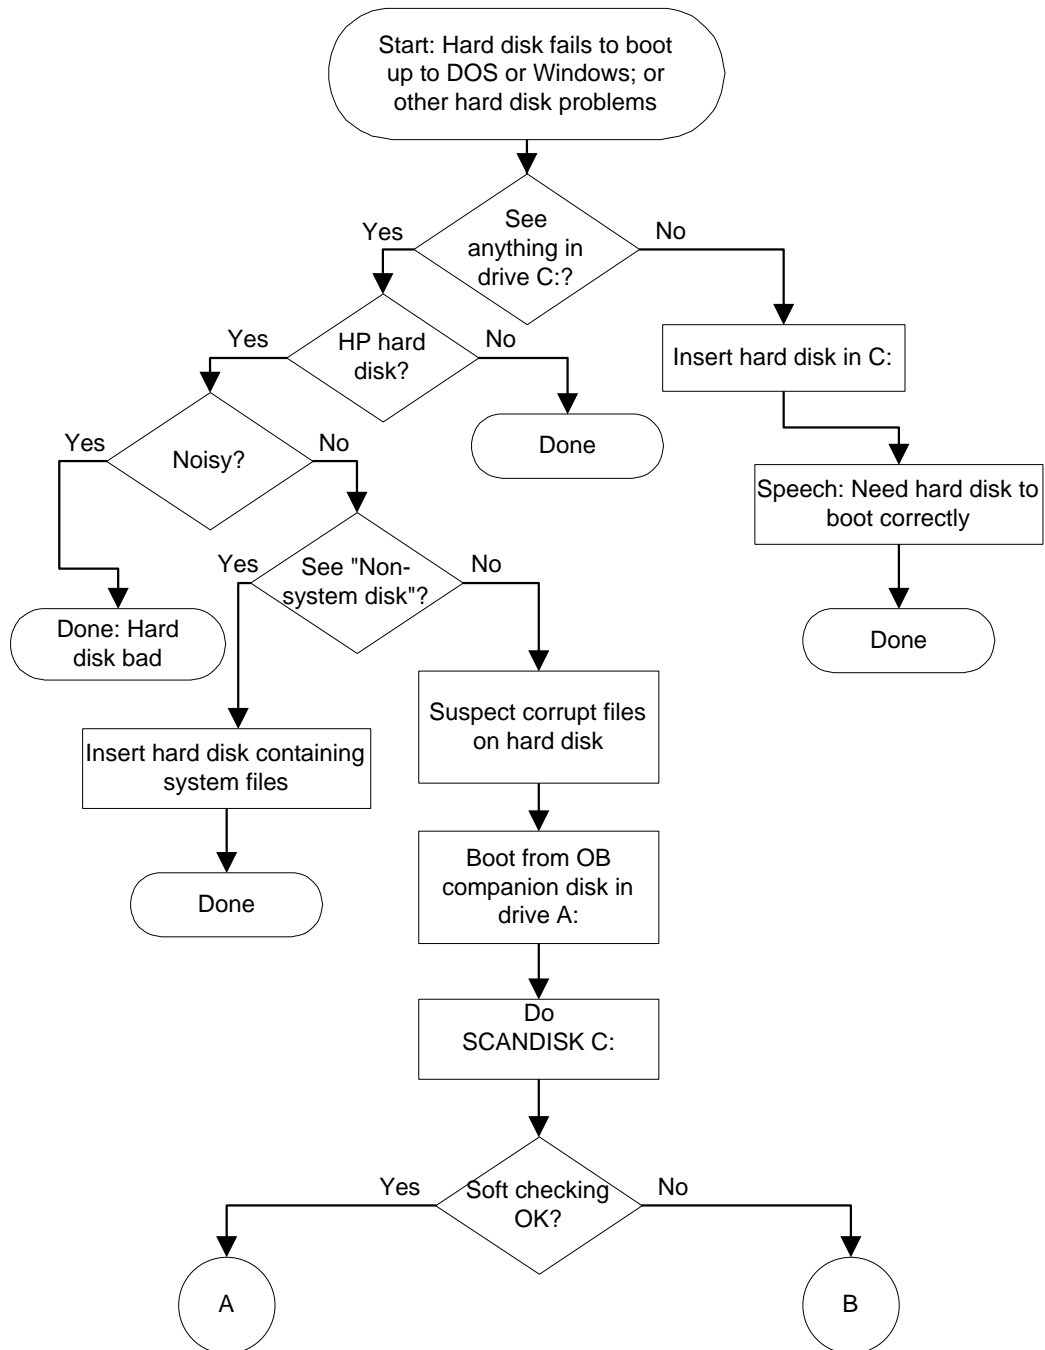 Start: Hard disk fails to boot
up to DOS or Windows; or
other hard disk problems
See
anything in
drive C:?
Yes
No
HP hard
disk?
Yes
No
Insert hard disk in C:
Done
Noisy?
Yes
No
Speech: Need hard disk to
boot correctly
See "Non-
system disk"?
Yes
No
Done: Hard
disk bad
Done
Suspect corrupt files
on hard disk
Insert hard disk containing
system files
Boot from OB
companion disk in
drive A:
Done
Do
SCANDISK C:
Soft checking
OK?
Yes
No
A
B